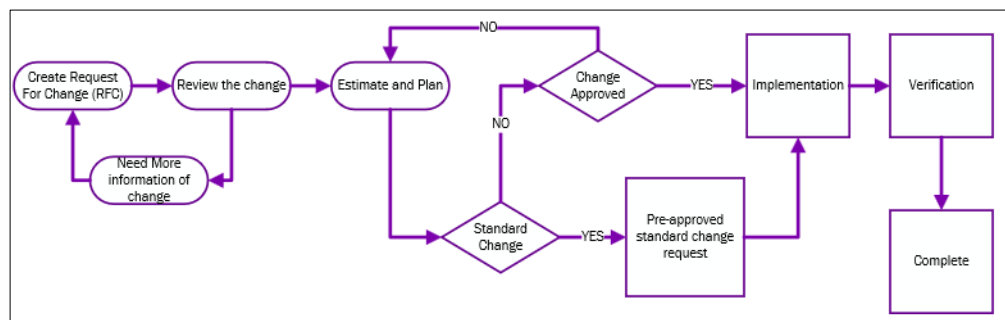 NO
Create Request
For Change (RFC)
Review the change
Estimate and Plan
Change
Approved
YES
Implementation
Verification
NO
Need More
information of
change
Standard
Change
YES
Pre-approved
standard change
request
Complete